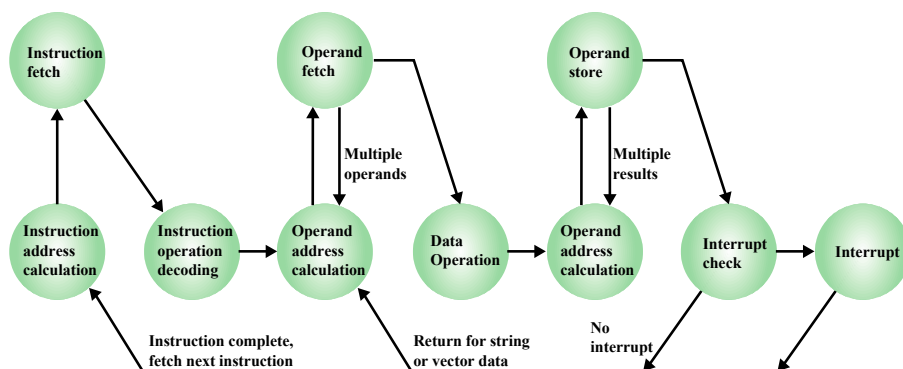 Instruction
fetch
Operand
fetch
Operand
store
Multiple
operands
Multiple
results
Instruction
address
calculation
Instruction
operation
decoding
Operand
address
calculation
Data
Operation
Operand
address
calculation
Interrupt
check
Interrupt
Instruction complete,
fetch next instruction
Return for string
or vector data
No
interrupt